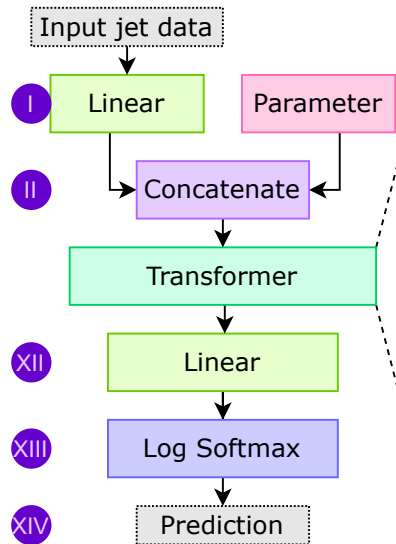 Input jet data
I
Linear
Parameter
II
Concatenate
Transformer
XII
Linear
XIII
Log Softmax
XIV
Prediction